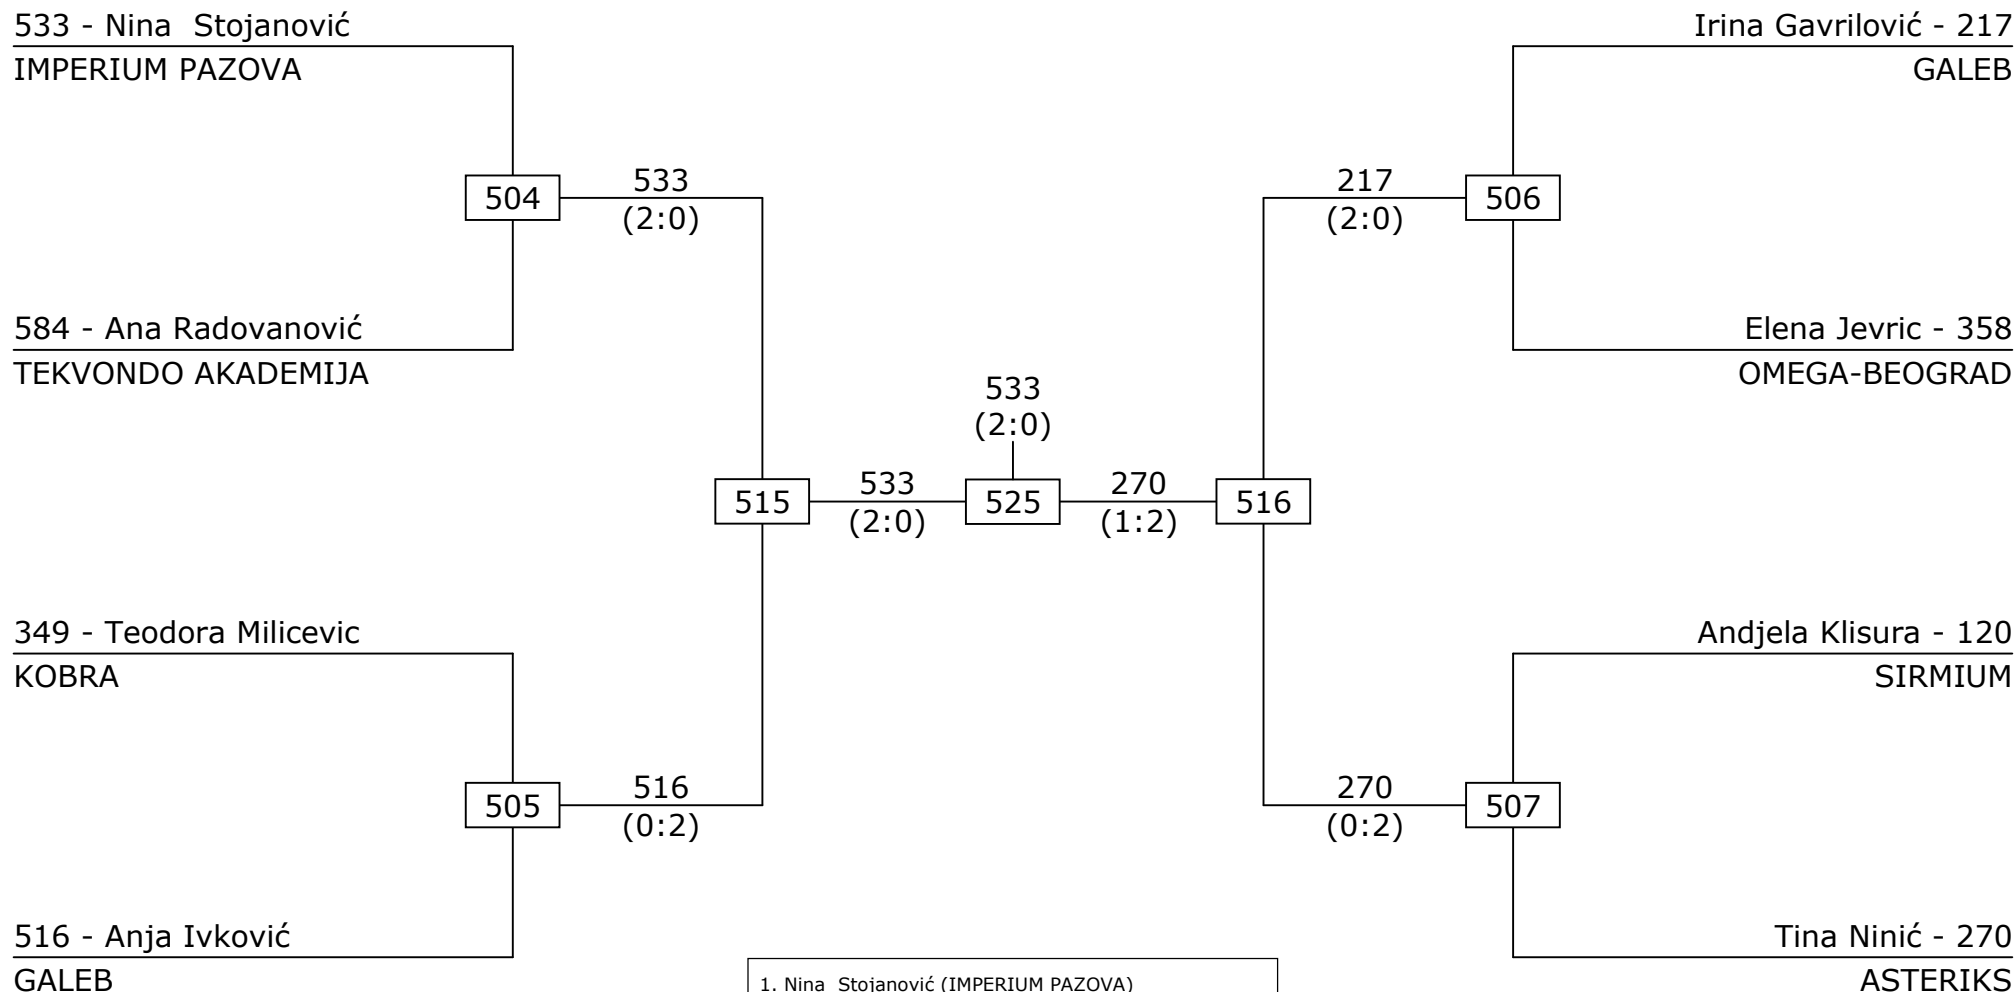 533 - Nina  Stojanović
IMPERIUM PAZOVA
Irina Gavrilović - 217
GALEB
504
533
(2:0)
217
(2:0)
506
584 - Ana Radovanović
TEKVONDO AKADEMIJA
Elena Jevric - 358
OMEGA-BEOGRAD
533
(2:0)
515
533
(2:0)
525
270
(1:2)
516
349 - Teodora Milicevic
KOBRA
Andjela Klisura - 120
SIRMIUM
505
516
(0:2)
270
(0:2)
507
516 - Anja Ivković
GALEB
Tina Ninić - 270
ASTERIKS
1. Nina  Stojanović (IMPERIUM PAZOVA)